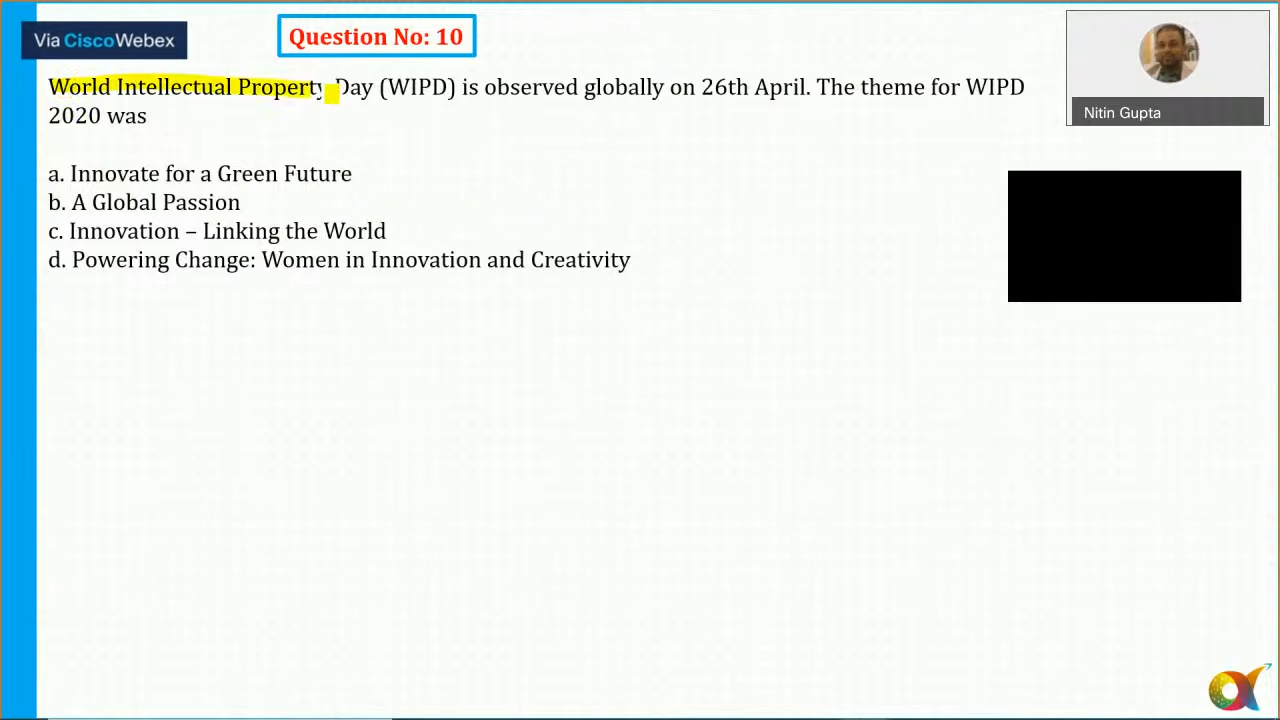 Via CiscoWebex
Question No: 10
World Intellectual Property Day (WIPD) is observed globally on 26th April. The theme for WIPD
2020 was
a. Innovate for a Green Future
b. A Global Passion
c. Innovation – Linking the World
d. Powering Change: Women in Innovation and Creativity
Nitin Gupta